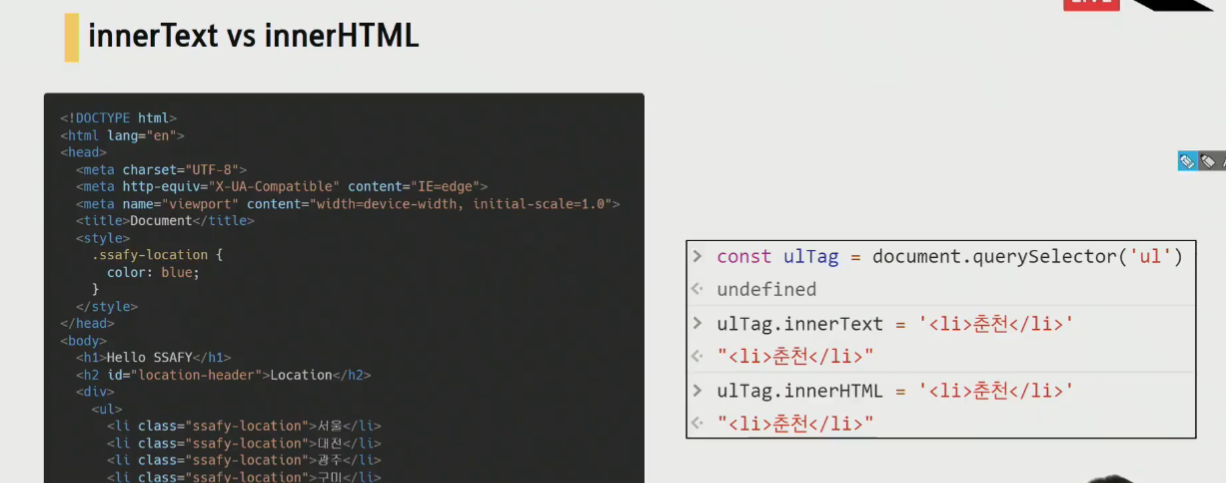 LIVE
innerText vs innerHTML
<!DOCTYPE html>
<html lang="en">
<head>
<meta charset="UTF-8">
<meta http-equiv="X-UA-Compatible" content="IE=edge">
<meta name="viewport" content="width=device-width, initial-scale=1.0">
<title>Document</title>
<style>
.ssafy-location {
color: blue;
}
</style>
</head>
<body>
<h1>Hello SSAFY</h1>
<h2 id="location-header">Location</h2>
<div>
<ul>
<li class="ssafy-location">서울</li>
<li class="ssafy-location">대전</li>
<li class="ssafy-location">광주</li>
<li class="ssafy-location">구미</li>
> const ulTag = document.querySelector('ul')
undefined
> ulTag.innerText = '<li>춘천</li>'
"<li>춘천</li>"
> ulTag.innerHTML = '<li>춘천</li>'
"<li>춘천</li>"